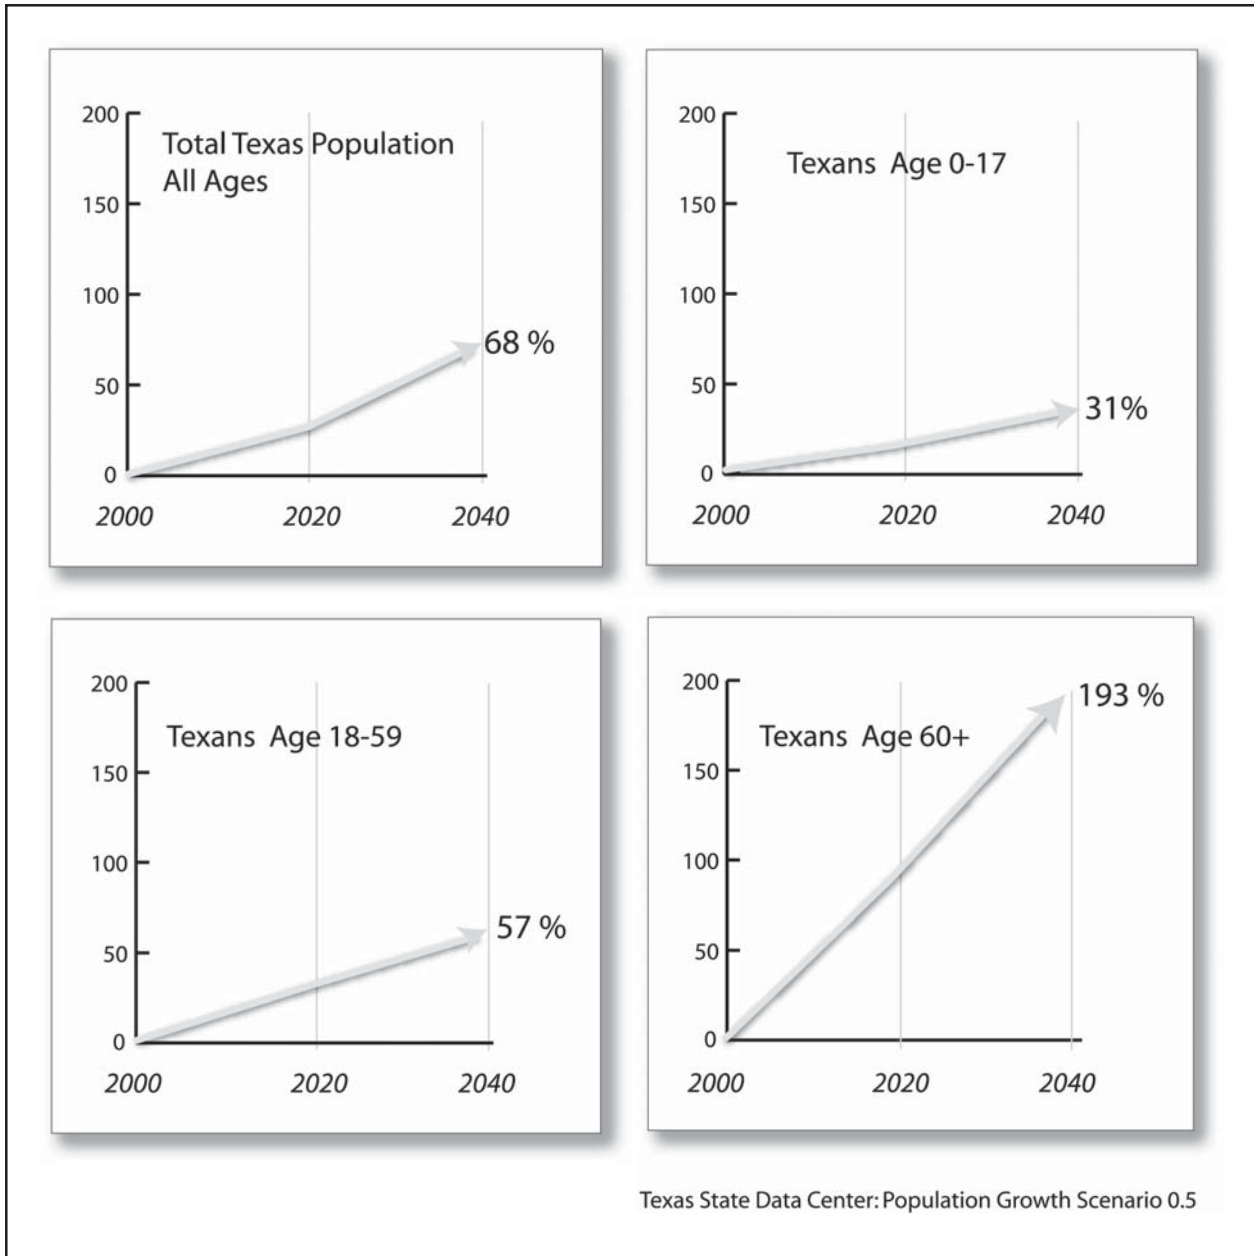 200
Total Texas Population
All Ages
150
100
68 %
50
0
2000 2020 2040
200
Texans Age 0-17
150
100
50
31%
0
2000 2020 2040
200
Texans Age 18-59
150
100
57 %
50
0
2000 2020 2040
200
193 %
Texans Age 60+
150
100
50
0
2000 2020 2040
Texas State Data Center: Population Growth Scenario 0.5